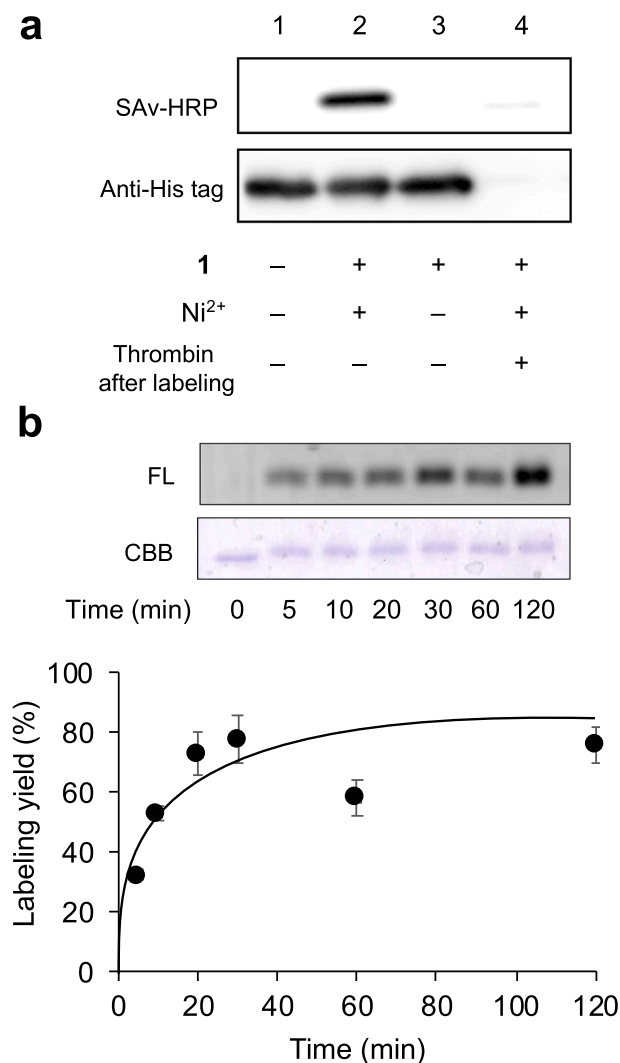 a
1 2 3 4
SAv-HRP
Anti-His tag
1 – + + +
Ni²⁺ – + – +
Thrombin
after labeling – – – +
b
FL
CBB
Time (min) 0 5 10 20 30 60 120
100
80
60
40
20
0
Labeling yield (%)
0 20 40 60 80 100 120
Time (min)